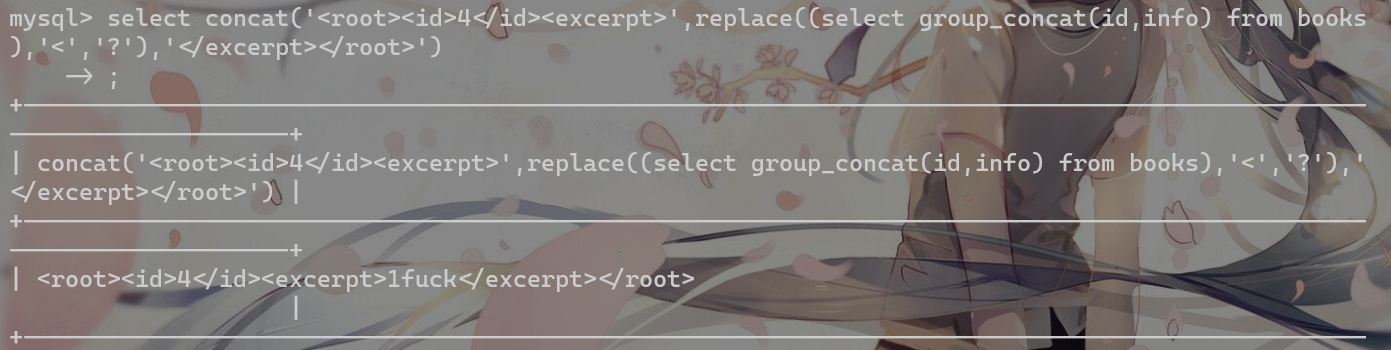 mysql> select concat('<root><id>4</id><excerpt>',replace((select group_concat(id,info) from books
),'<','?'),'</excerpt></root>')
    -> ;
+--------------------------------------------------------------------------------------------------
--------------------+
| concat('<root><id>4</id><excerpt>',replace((select group_concat(id,info) from books),'<','?'),'
</excerpt></root>') |
+--------------------------------------------------------------------------------------------------
--------------------+
| <root><id>4</id><excerpt>1fuck</excerpt></root>
                    |
+--------------------------------------------------------------------------------------------------